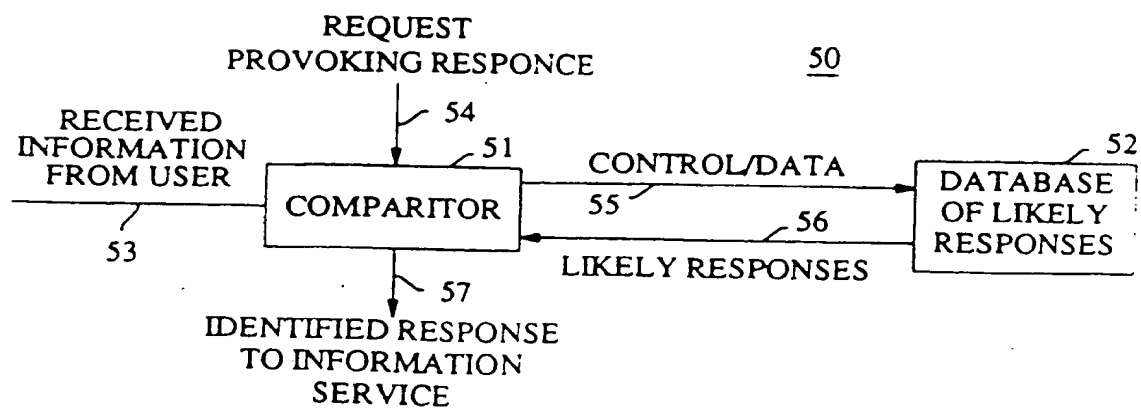 REQUEST
PROVOKING RESPONCE
50
54
RECEIVED
INFORMATION
FROM USER
53
51
COMPARITOR
CONTROL/DATA
55
56
LIKELY RESPONSES
52
DATABASE
OF LIKELY
RESPONSES
57
IDENTIFIED RESPONSE
TO INFORMATION
SERVICE